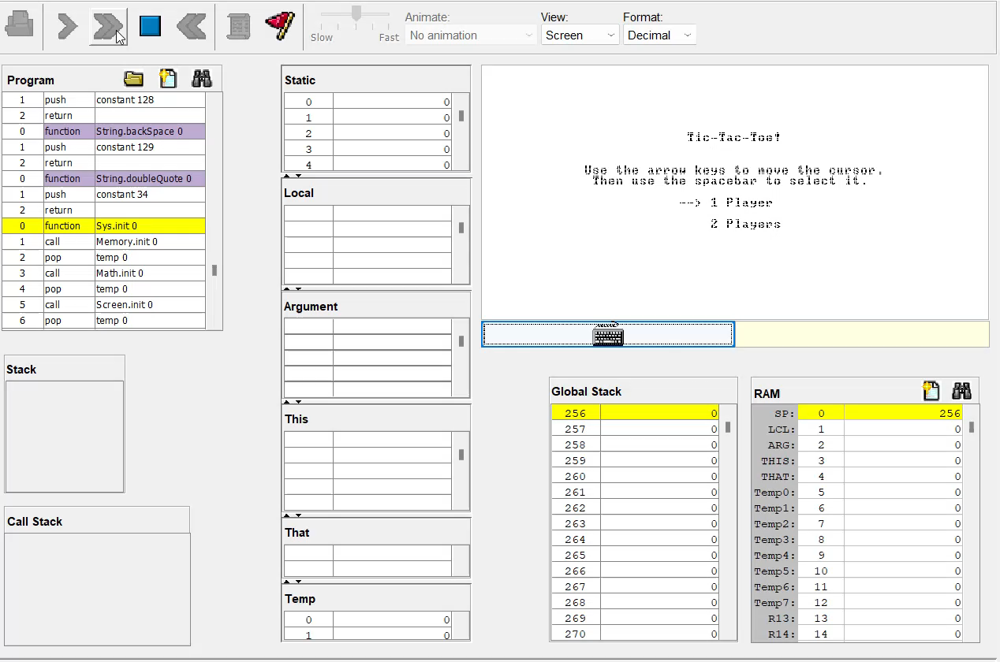 Slow
Fast
Animate:
No animation
View:
Screen
Format:
Decimal
Program
1 push constant 128
2 return
0 function String.backSpace 0
1 push constant 129
2 return
0 function String.doubleQuote 0
1 push constant 34
2 return
0 function Sys.init 0
1 call Memory.init 0
2 pop temp 0
3 call Math.init 0
4 pop temp 0
5 call Screen.init 0
6 pop temp 0
Stack
Call Stack
Static
0 0
1 0
2 0
3 0
4 0
Local
Argument
This
That
Temp
0 0
1 0
Tic-Tac-Toe!
Use the arrow keys to move the cursor.
Then use the spacebar to select it.
--> 1 Player
2 Players
Global Stack
256 0
257 0
258 0
259 0
260 0
261 0
262 0
263 0
264 0
265 0
266 0
267 0
268 0
269 0
270 0
RAM
SP: 0 256
LCL: 1 0
ARG: 2 0
THIS: 3 0
THAT: 4 0
Temp0: 5 0
Temp1: 6 0
Temp2: 7 0
Temp3: 8 0
Temp4: 9 0
Temp5: 10 0
Temp6: 11 0
Temp7: 12 0
R13: 13 0
R14: 14 0